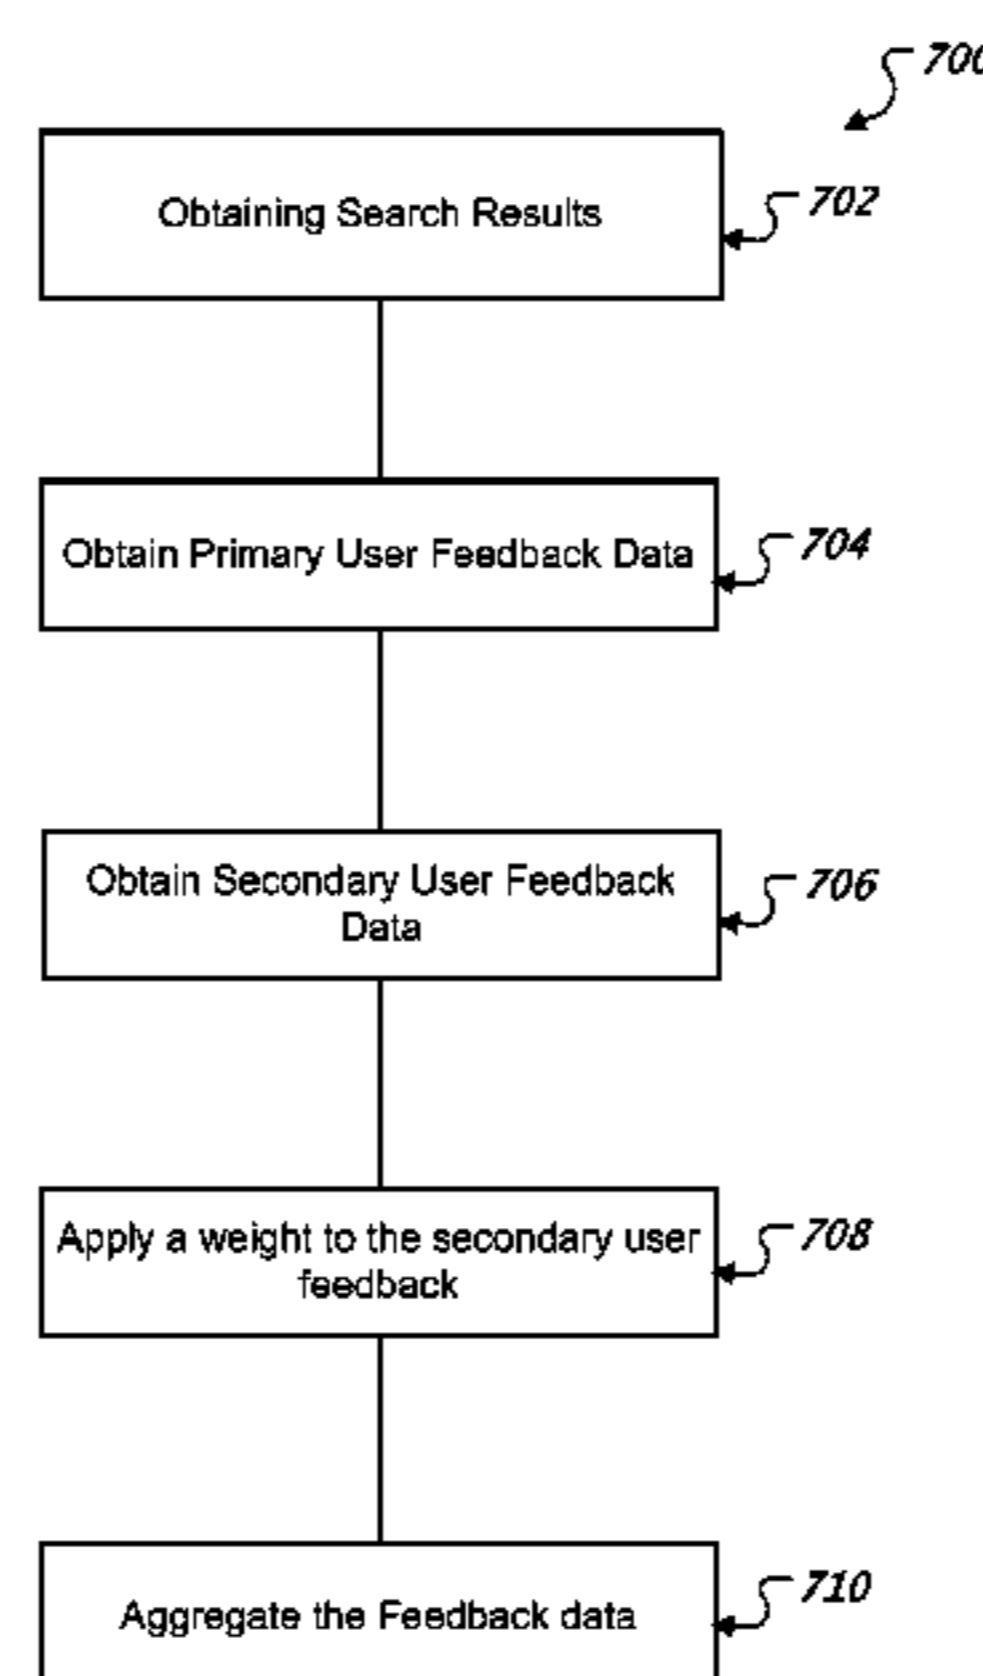 700
Obtaining Search Results
702
Obtain Primary User Feedback Data
704
Obtain Secondary User Feedback
Data
706
Apply a weight to the secondary user
feedback
708
Aggregate the Feedback data
710